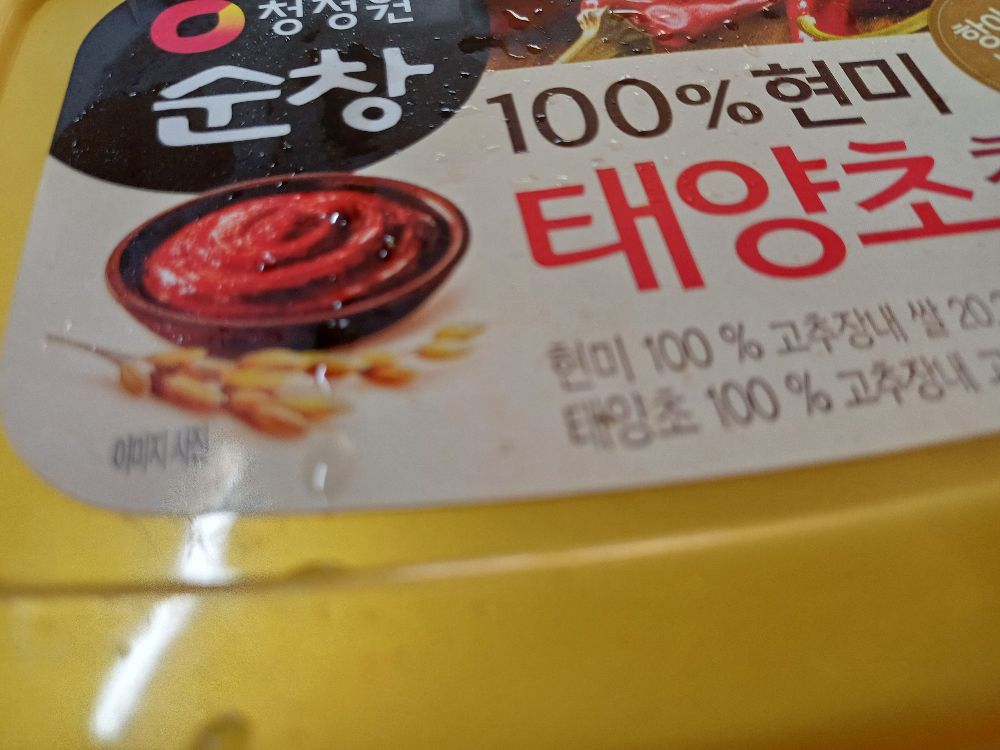 청정원
순창
100%현미
태양초
현미 100 % 고추장내 쌀 20.
태양초 100 % 고추장내
이미지 사진